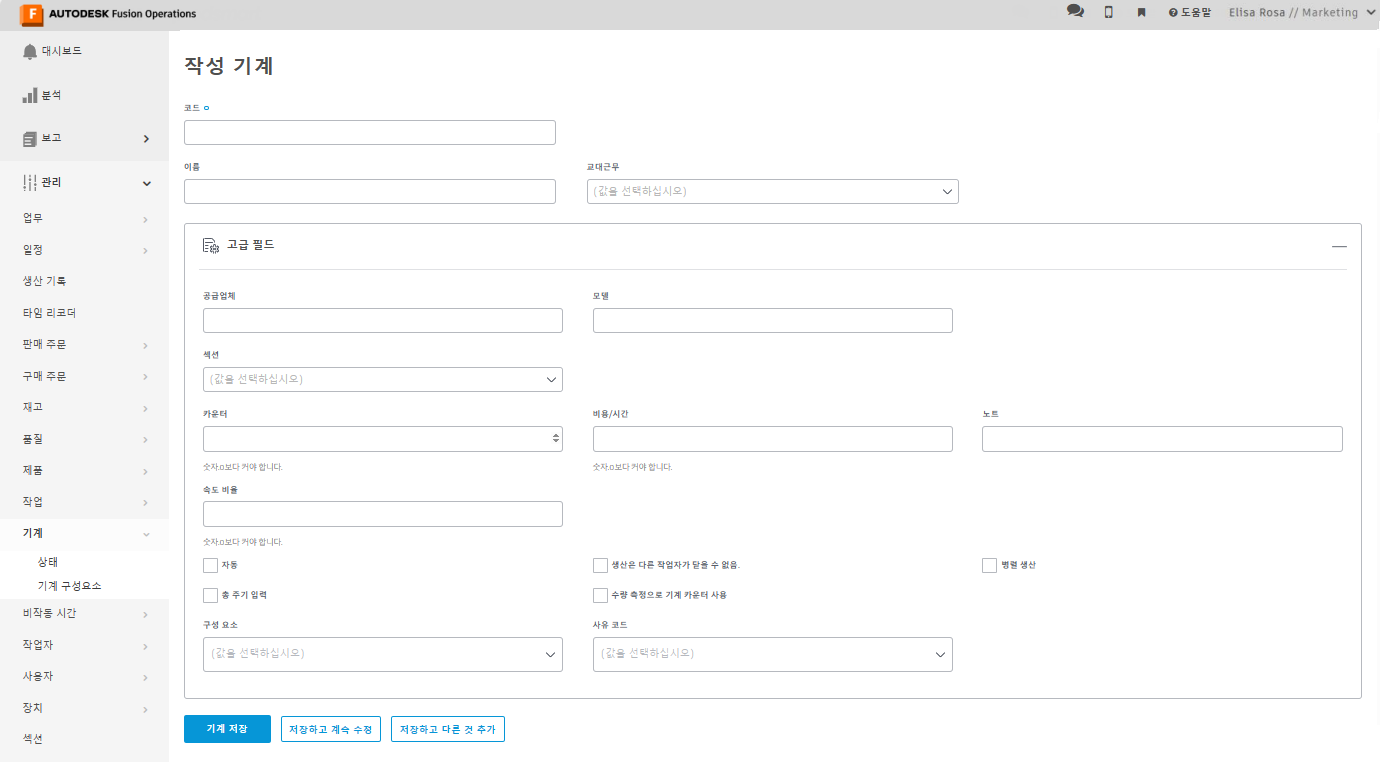 F AUTODESK Fusion Operations
도움말
Elisa Rosa // Marketing
대시보드
분석
보고
관리
업무
일정
생산 기록
타임 리코더
판매 주문
구매 주문
재고
품질
제품
작업
기계
상태
기계 구성요소
비작동 시간
작업자
사용자
장치
섹션
작성 기계
코드
이름
교대근무
(값을 선택하십시오)
고급 필드
공급업체
모델
섹션
(값을 선택하십시오)
카운터
비용/시간
노트
숫자.0보다 커야 합니다.
숫자.0보다 커야 합니다.
속도 비율
숫자.0보다 커야 합니다.
자동
생산은 다른 작업자가 닫을 수 없음.
병렬 생산
총 주기 입력
수량 측정으로 기계 카운터 사용
구성 요소
사유 코드
(값을 선택하십시오)
(값을 선택하십시오)
기계 저장
저장하고 계속 수정
저장하고 다른 것 추가